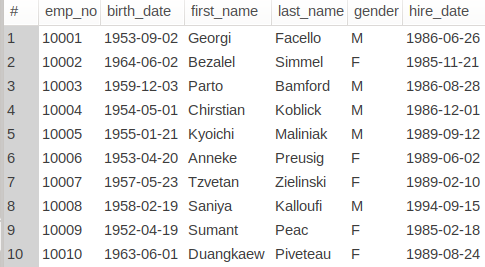 # emp_no birth_date first_name last_name gender hire_date
1 10001 1953-09-02 Georgi Facello M 1986-06-26
2 10002 1964-06-02 Bezalel Simmel F 1985-11-21
3 10003 1959-12-03 Parto Bamford M 1986-08-28
4 10004 1954-05-01 Chirstian Koblick M 1986-12-01
5 10005 1955-01-21 Kyoichi Maliniak M 1989-09-12
6 10006 1953-04-20 Anneke Preusig F 1989-06-02
7 10007 1957-05-23 Tzvetan Zielinski F 1989-02-10
8 10008 1958-02-19 Saniya Kalloufi M 1994-09-15
9 10009 1952-04-19 Sumant Peac F 1985-02-18
10 10010 1963-06-01 Duangkaew Piveteau F 1989-08-24